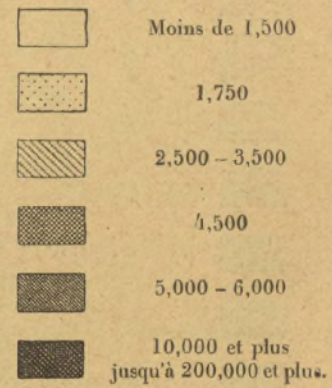 Moins de 1,500
1,750
2,500 – 3,500
4,500
5,000 – 6,000
10,000 et plus
jusqu'à 200,000 et plus.